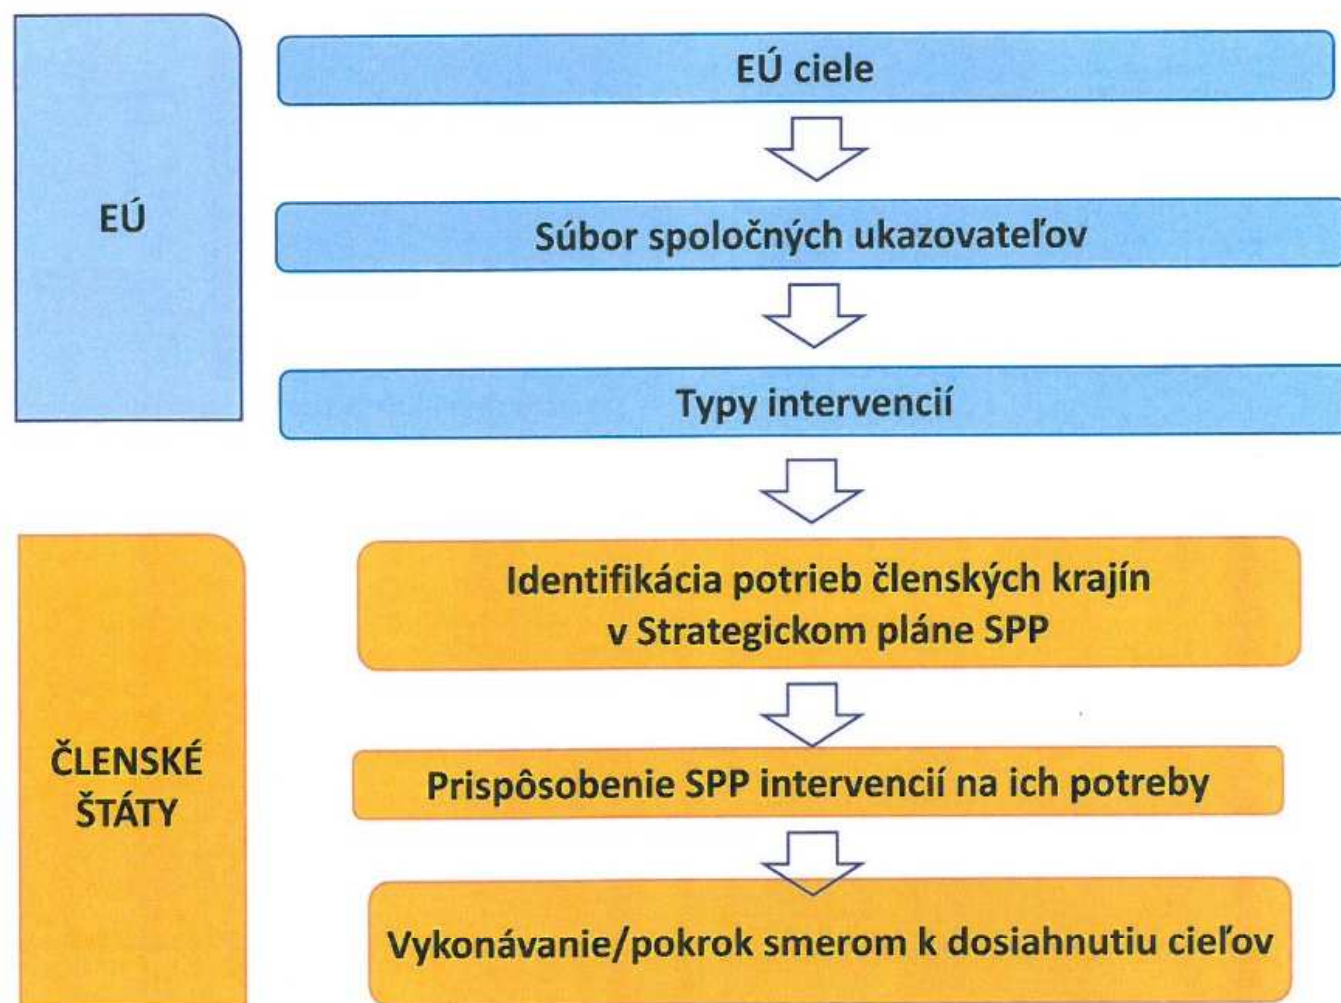 EÚ ciele
EÚ
Súbor spoločných ukazovateľov
Typy intervencií
Identifikácia potrieb členských krajín
v Strategickom pláne SPP
ČLENSKÉ
ŠTÁTY
Prispôsobenie SPP intervencií na ich potreby
Vykonávanie/pokrok smerom k dosiahnutiu cieľov